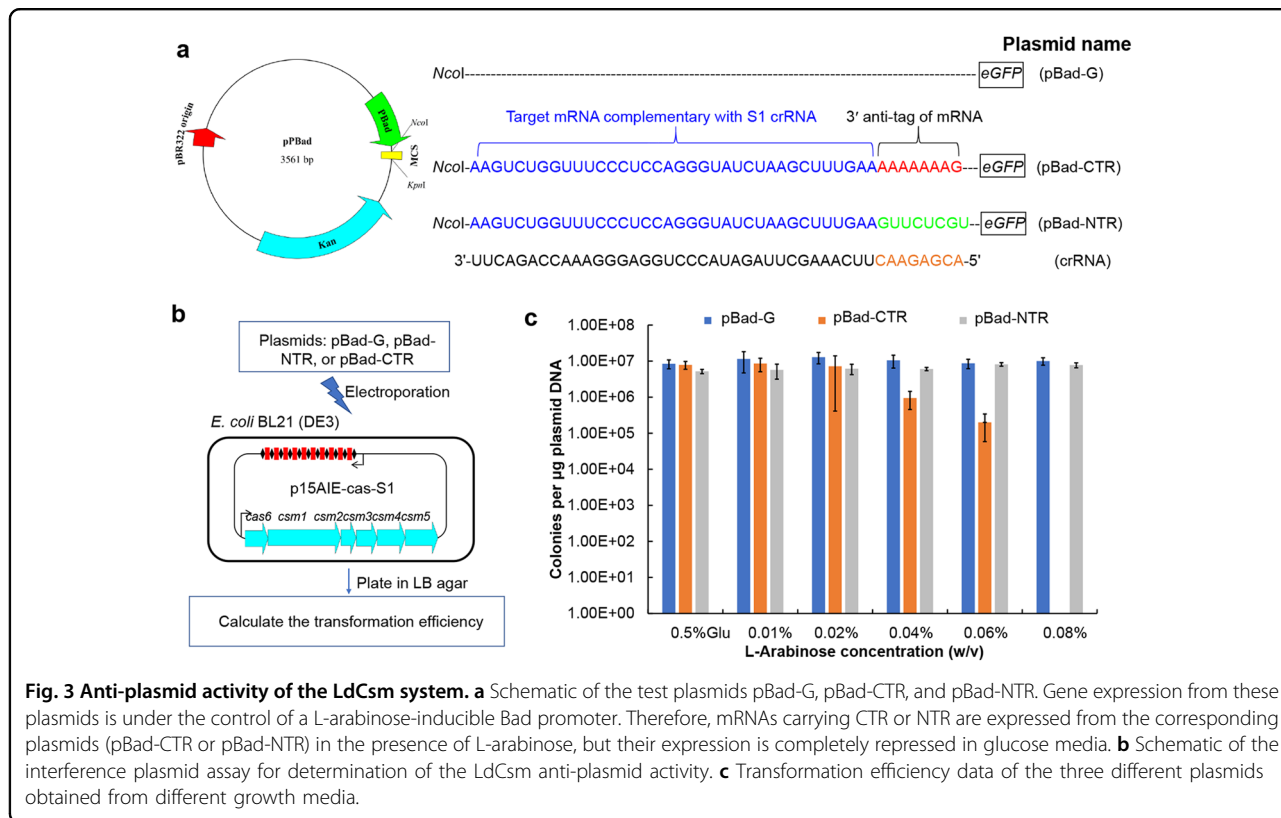 a
Plasmid name
NcoI eGFP (pBad-G)
Target mRNA complementary with S1 crRNA 3′ anti-tag of mRNA
NcoI-AAGUCUGGUUUCCCUCCAGGGUAUCUAAGCUUUGAAAAAAAAAG--- eGFP (pBad-CTR)
NcoI-AAGUCUGGUUUCCCUCCAGGGUAUCUAAGCUUUGAAGUUCUCGU-- eGFP (pBad-NTR)
3'-UUCAGACCAAAGGGAGGUCCCAUAGAUUCGAAACUUCAAGAGCA-5' (crRNA)
pBR322 origin
PBad
NcoI
MCS
KpnI
pPBad
3561 bp
Kan
b
Plasmids: pBad-G, pBad-
NTR, or pBad-CTR
Electroporation
E. coli BL21 (DE3)
p15AIE-cas-S1
cas6 csm1 csm2csm3csm4csm5
Plate in LB agar
Calculate the transformation efficiency
c
pBad-G pBad-CTR pBad-NTR
Colonies per µg plasmid DNA
1.00E+08
1.00E+07
1.00E+06
1.00E+05
1.00E+04
1.00E+03
1.00E+02
1.00E+01
1.00E+00
0.5%Glu 0.01% 0.02% 0.04% 0.06% 0.08%
L-Arabinose concentration (w/v)
Fig. 3 Anti-plasmid activity of the LdCsm system. a Schematic of the test plasmids pBad-G, pBad-CTR, and pBad-NTR. Gene expression from these
plasmids is under the control of a L-arabinose-inducible Bad promoter. Therefore, mRNAs carrying CTR or NTR are expressed from the corresponding
plasmids (pBad-CTR or pBad-NTR) in the presence of L-arabinose, but their expression is completely repressed in glucose media. b Schematic of the
interference plasmid assay for determination of the LdCsm anti-plasmid activity. c Transformation efficiency data of the three different plasmids
obtained from different growth media.